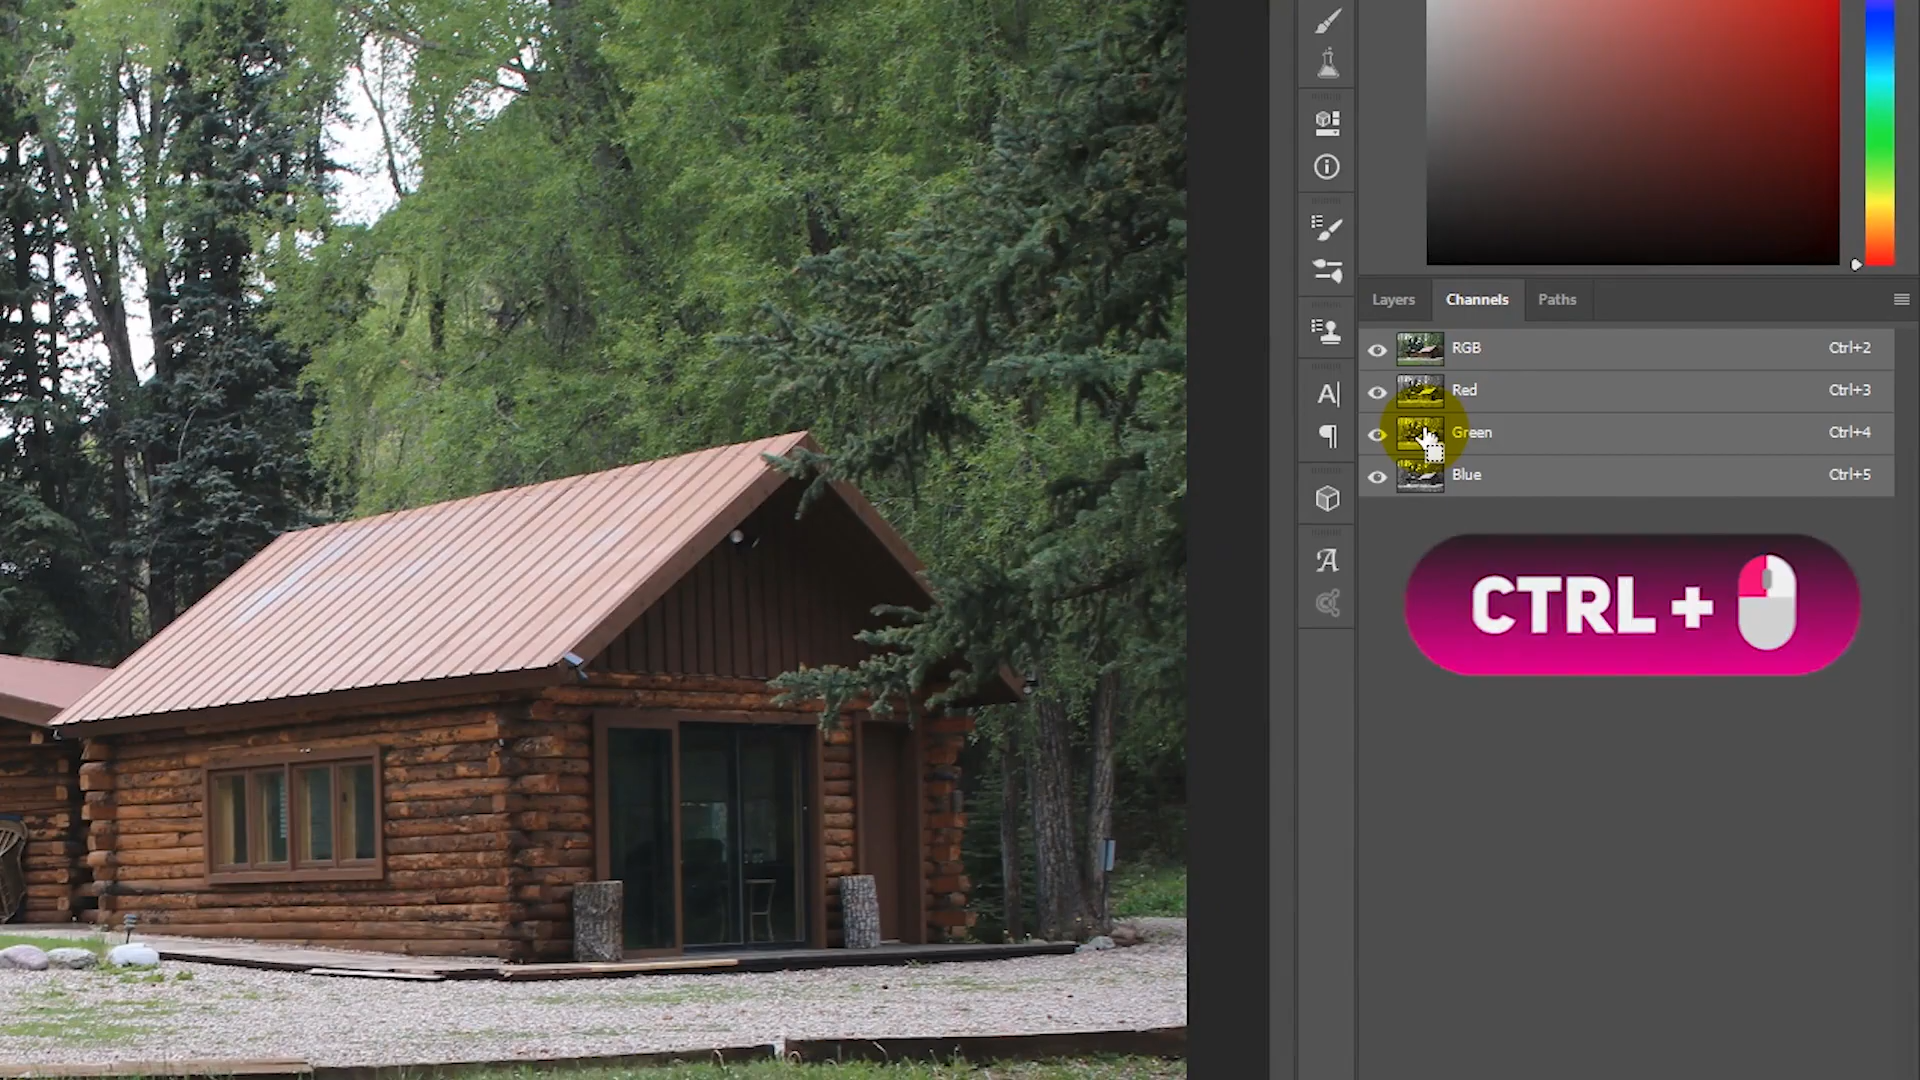 Layers Channels Paths
RGB Ctrl+2
Red Ctrl+3
Green Ctrl+4
Blue Ctrl+5
CTRL +